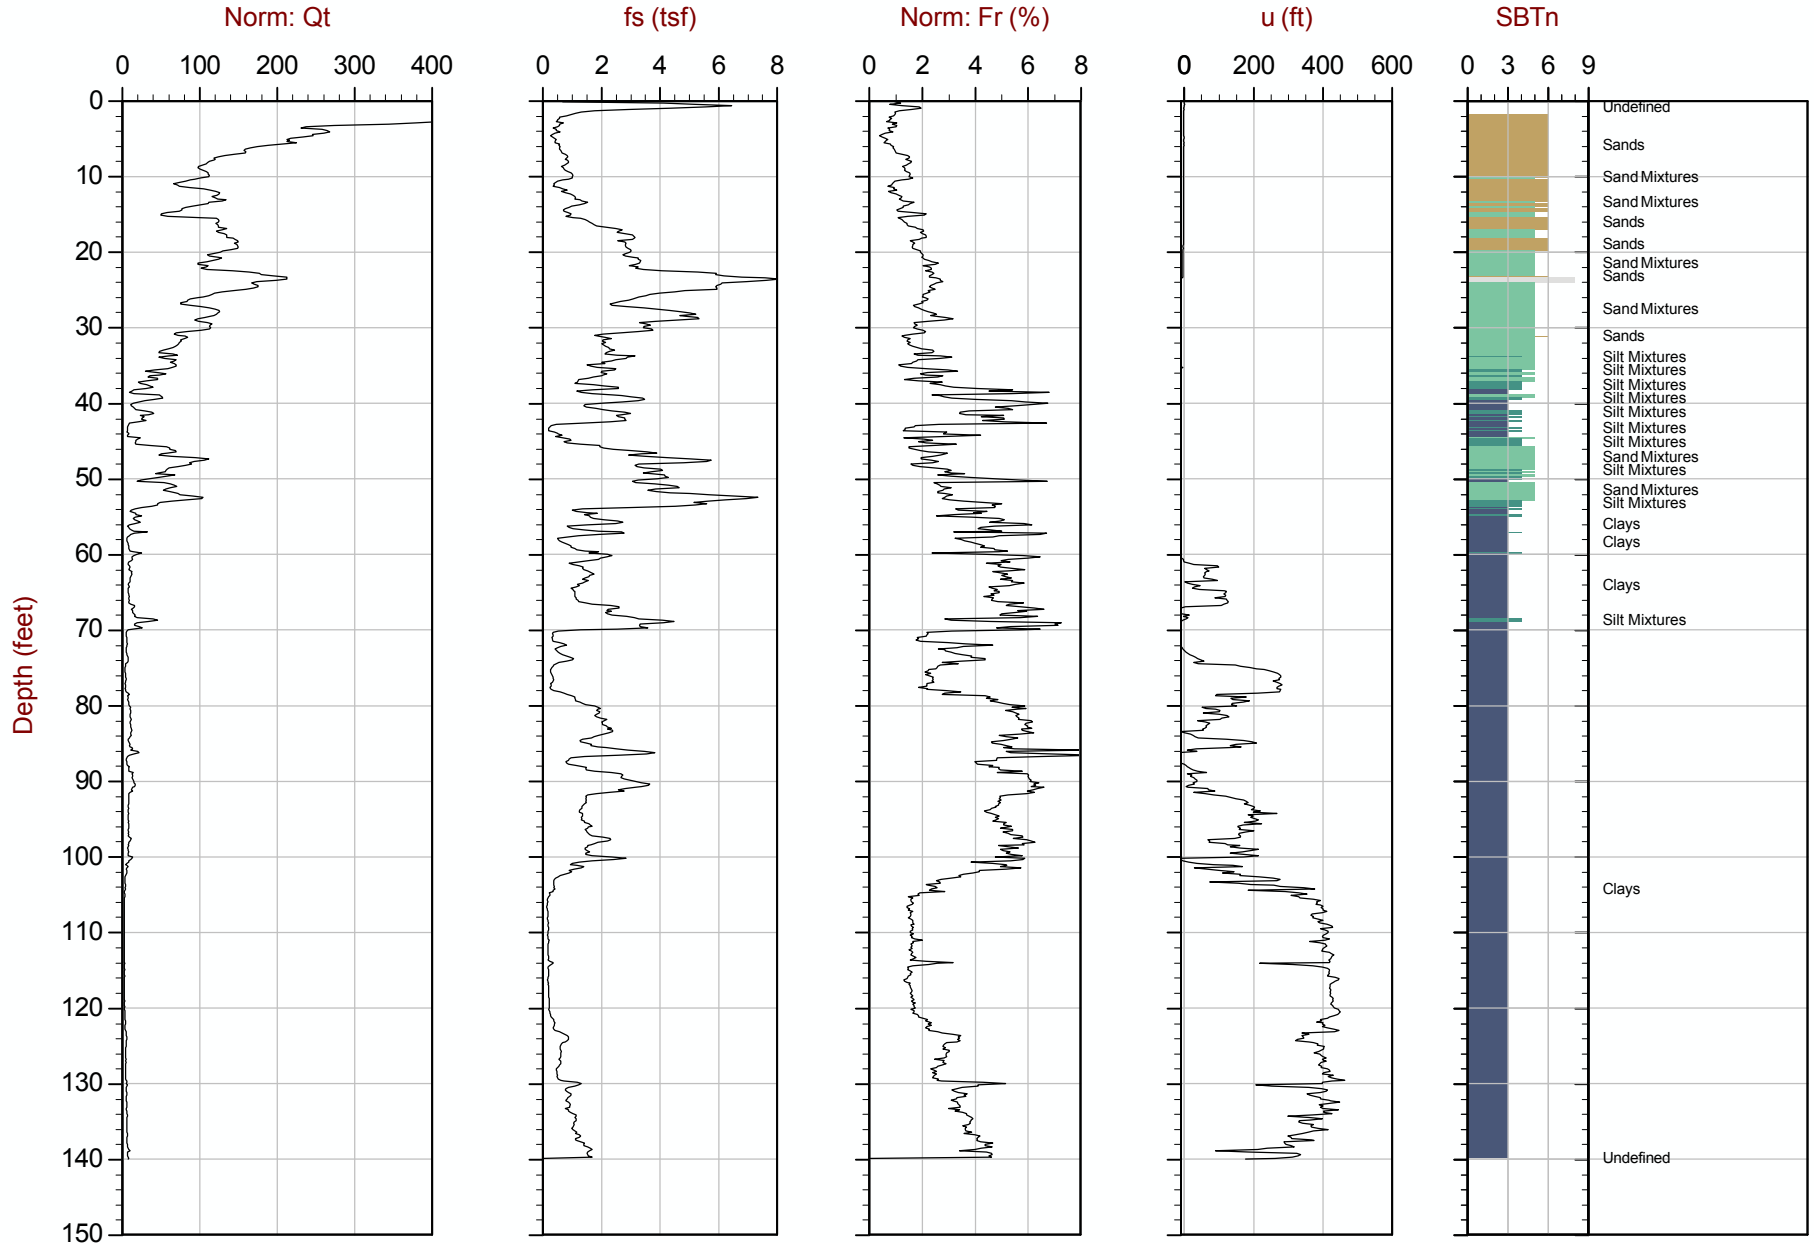 Norm: Qt fs (tsf) Norm: Fr (%) u (ft) SBTn
0 100 200 300 400 0 2 4 6 8 0 2 4 6 8 0 0 200 400 600 0 3 6 9
0
Undefined
Sands
10
Sand Mixtures
Sand Mixtures
Sands
Sands
20
Sand Mixtures
Sands
Sand Mixtures
30
Sands
Silt Mixtures
Silt Mixtures
Silt Mixtures
Silt Mixtures
40
Silt Mixtures
Silt Mixtures
Silt Mixtures
Sand Mixtures
Silt Mixtures
50
Sand Mixtures
Silt Mixtures
Clays
Clays
60
Clays
Silt Mixtures
70
Depth (feet)
80
90
100
Clays
110
120
130
140
Undefined
150